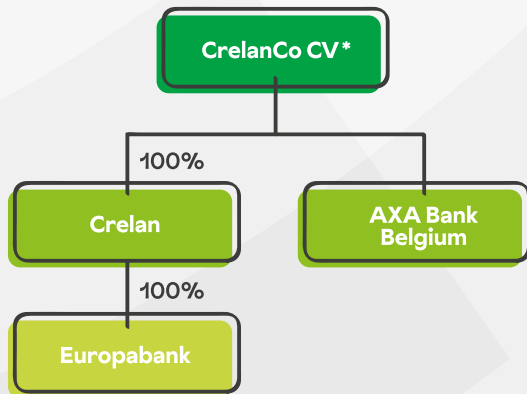 CrelanCo CV*
100%
Crelan
AXA Bank
Belgium
100%
Europabank